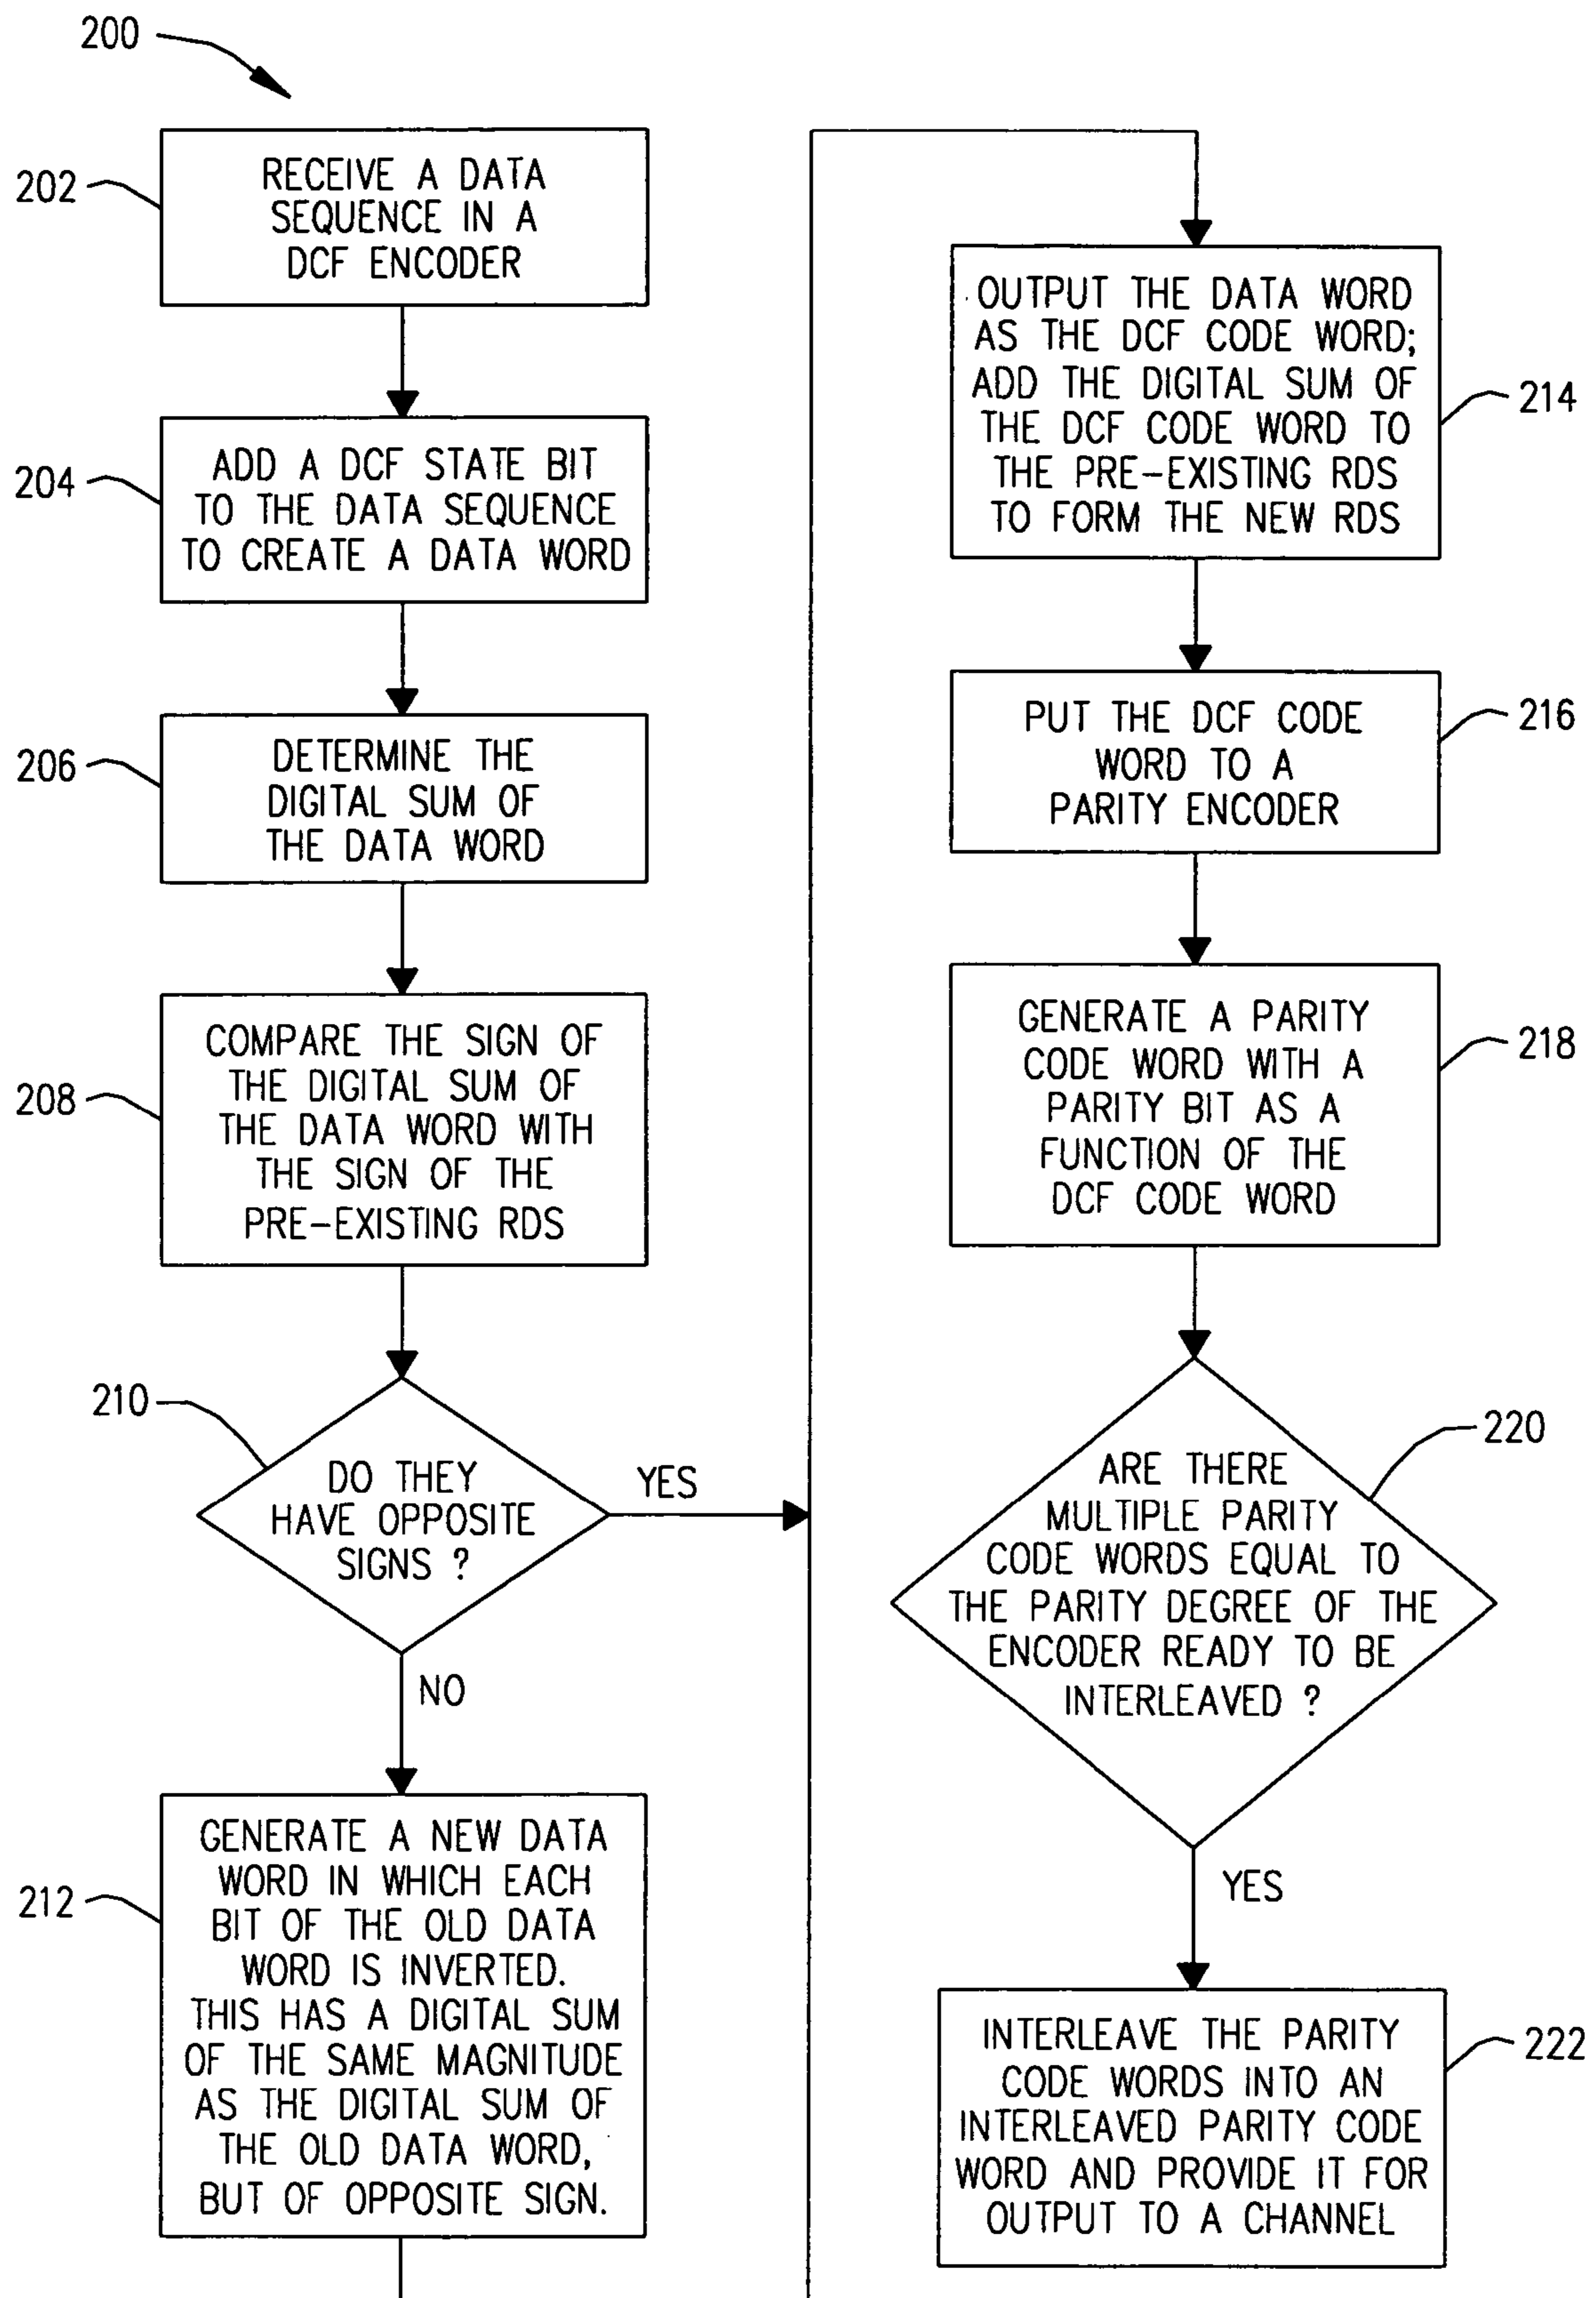 200
202
RECEIVE A DATA
SEQUENCE IN A
DCF ENCODER
204
ADD A DCF STATE BIT
TO THE DATA SEQUENCE
TO CREATE A DATA WORD
206
DETERMINE THE
DIGITAL SUM OF
THE DATA WORD
208
COMPARE THE SIGN OF
THE DIGITAL SUM OF
THE DATA WORD WITH
THE SIGN OF THE
PRE-EXISTING RDS
210
DO THEY
HAVE OPPOSITE
SIGNS ?
YES
NO
212
GENERATE A NEW DATA
WORD IN WHICH EACH
BIT OF THE OLD DATA
WORD IS INVERTED.
THIS HAS A DIGITAL SUM
OF THE SAME MAGNITUDE
AS THE DIGITAL SUM OF
THE OLD DATA WORD,
BUT OF OPPOSITE SIGN.
OUTPUT THE DATA WORD
AS THE DCF CODE WORD;
ADD THE DIGITAL SUM OF
THE DCF CODE WORD TO
THE PRE-EXISTING RDS
TO FORM THE NEW RDS
214
PUT THE DCF CODE
WORD TO A
PARITY ENCODER
216
GENERATE A PARITY
CODE WORD WITH A
PARITY BIT AS A
FUNCTION OF THE
DCF CODE WORD
218
220
ARE THERE
MULTIPLE PARITY
CODE WORDS EQUAL TO
THE PARITY DEGREE OF THE
ENCODER READY TO BE
INTERLEAVED ?
YES
INTERLEAVE THE PARITY
CODE WORDS INTO AN
INTERLEAVED PARITY CODE
WORD AND PROVIDE IT FOR
OUTPUT TO A CHANNEL
222